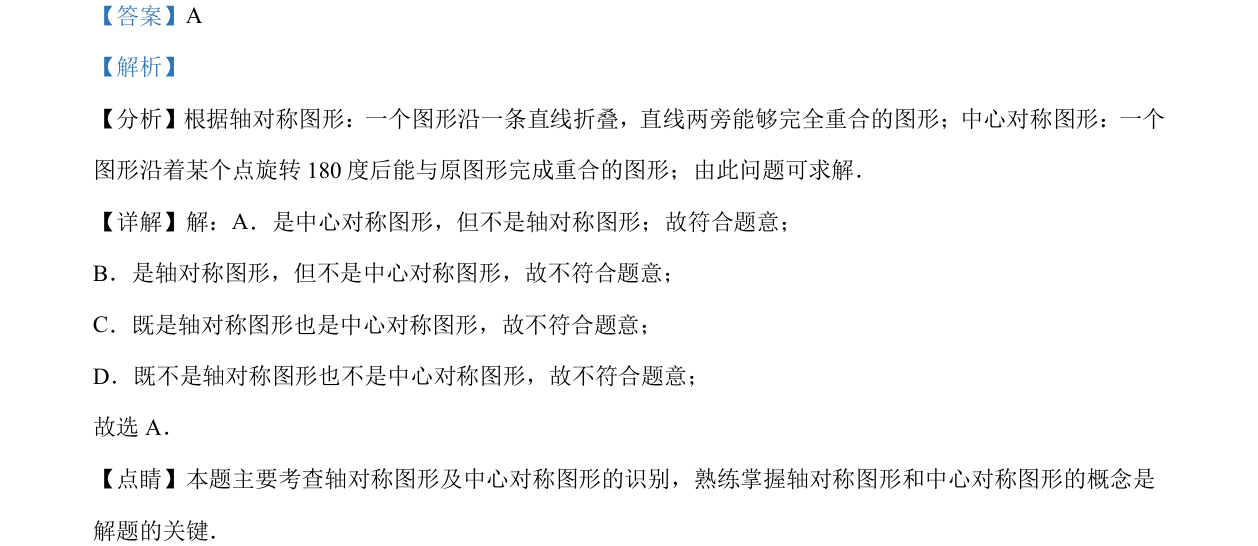 【答案】A
【解析】
【分析】根据轴对称图形：一个图形沿一条直线折叠，直线两旁能够完全重合的图形；中心对称图形：一个
图形沿着某个点旋转 180 度后能与原图形完成重合的图形；由此问题可求解．
【详解】解：A．是中心对称图形，但不是轴对称图形；故符合题意；
B．是轴对称图形，但不是中心对称图形，故不符合题意；
C．既是轴对称图形也是中心对称图形，故不符合题意；
D．既不是轴对称图形也不是中心对称图形，故不符合题意；
故选 A．
【点睛】本题主要考查轴对称图形及中心对称图形的识别，熟练掌握轴对称图形和中心对称图形的概念是
解题的关键．